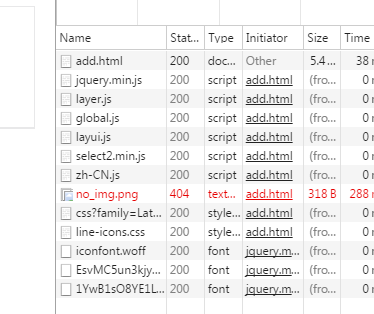 Name Stat... Type Initiator Size Time
add.html 200 doc... Other 5.4 ... 38 m
jquery.min.js 200 script add.html (fro... 0 m
layer.js 200 script add.html (fro... 0 m
global.js 200 script add.html (fro... 0 m
layui.js 200 script add.html (fro... 0 m
select2.min.js 200 script add.html (fro... 0 m
zh-CN.js 200 script add.html (fro... 0 m
no_img.png 404 text... add.html 318 B 288 m
css?family=Lat... 200 style... add.html (fro... 0 m
line-icons.css 200 style... add.html (fro... 0 m
iconfont.woff 200 font jquery.m... (fro... 0 m
EsvMC5un3kjy... 200 font jquery.m... (fro... 0 m
1YwB1sO8YE1L... 200 font jquery.m... (fro... 0 m